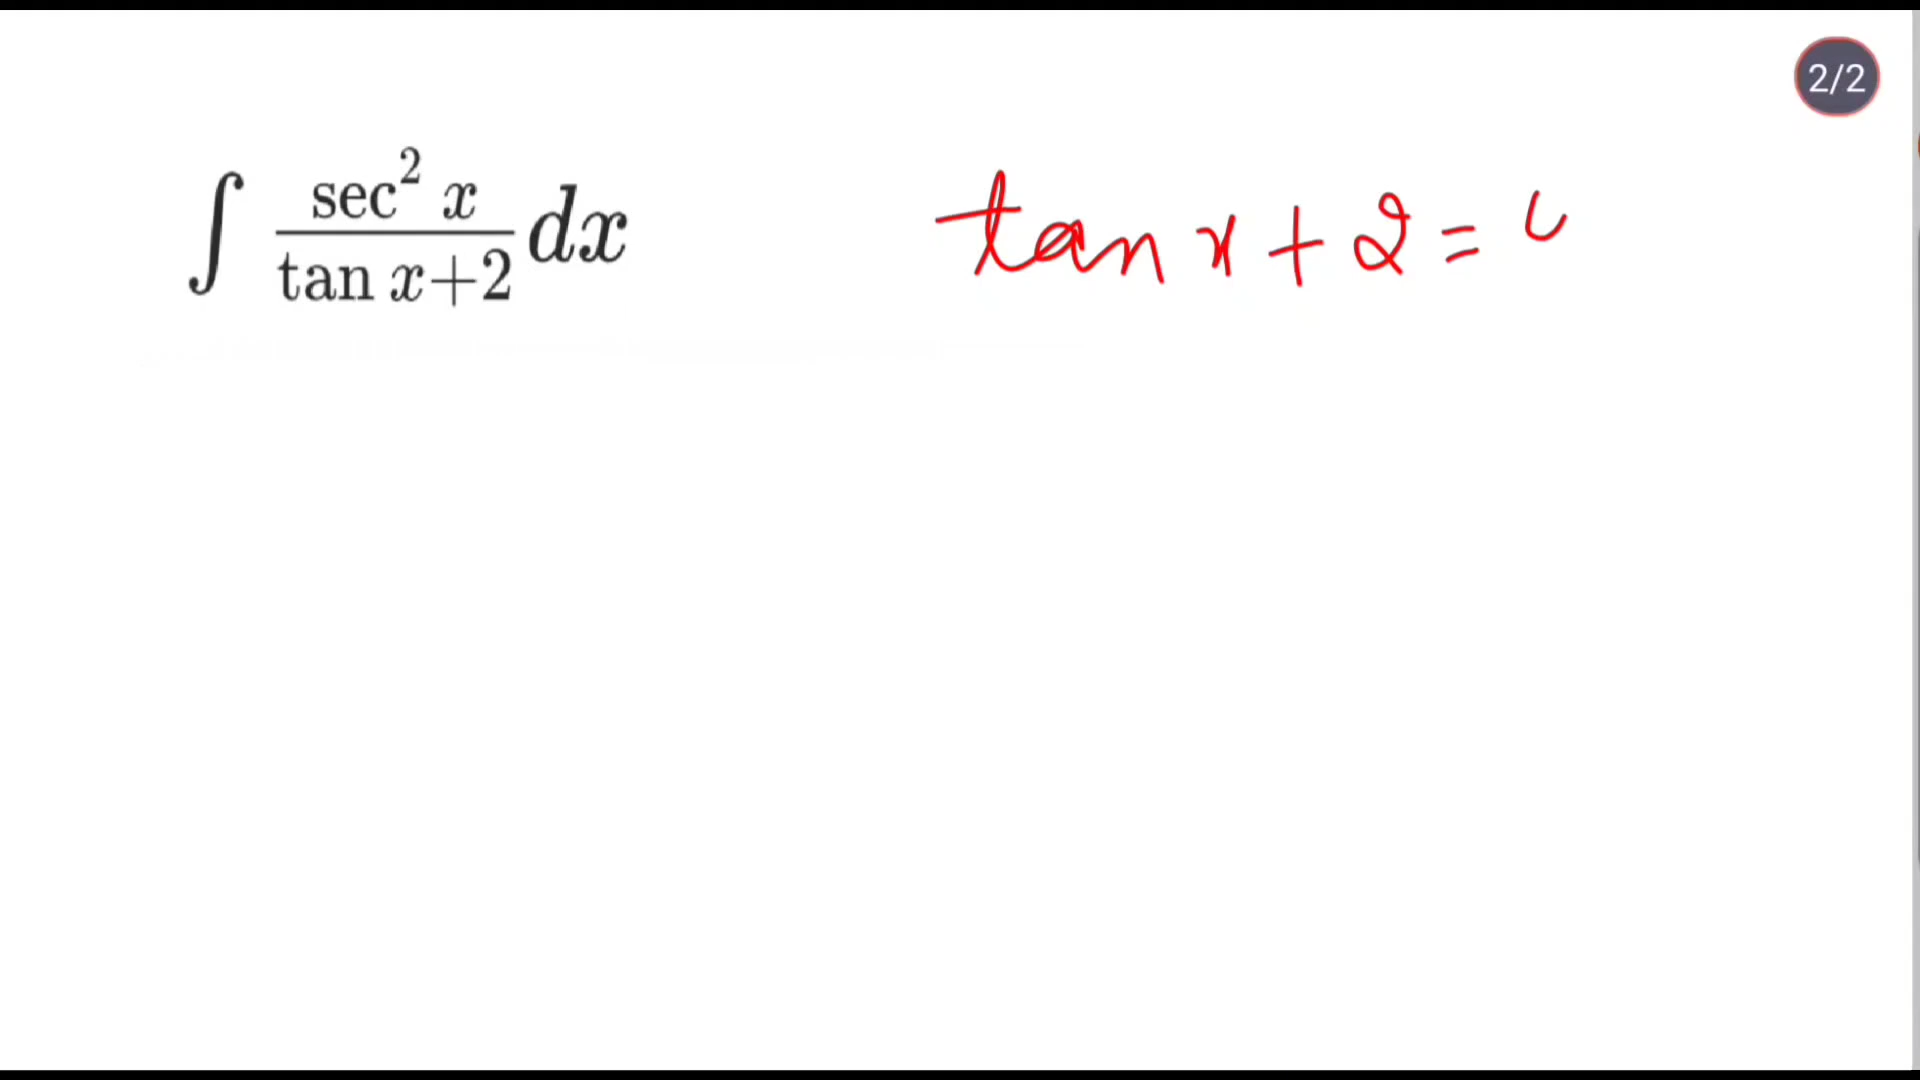 2/2
∫ sec² x / tan x+2 dx
tan x + 2 = u